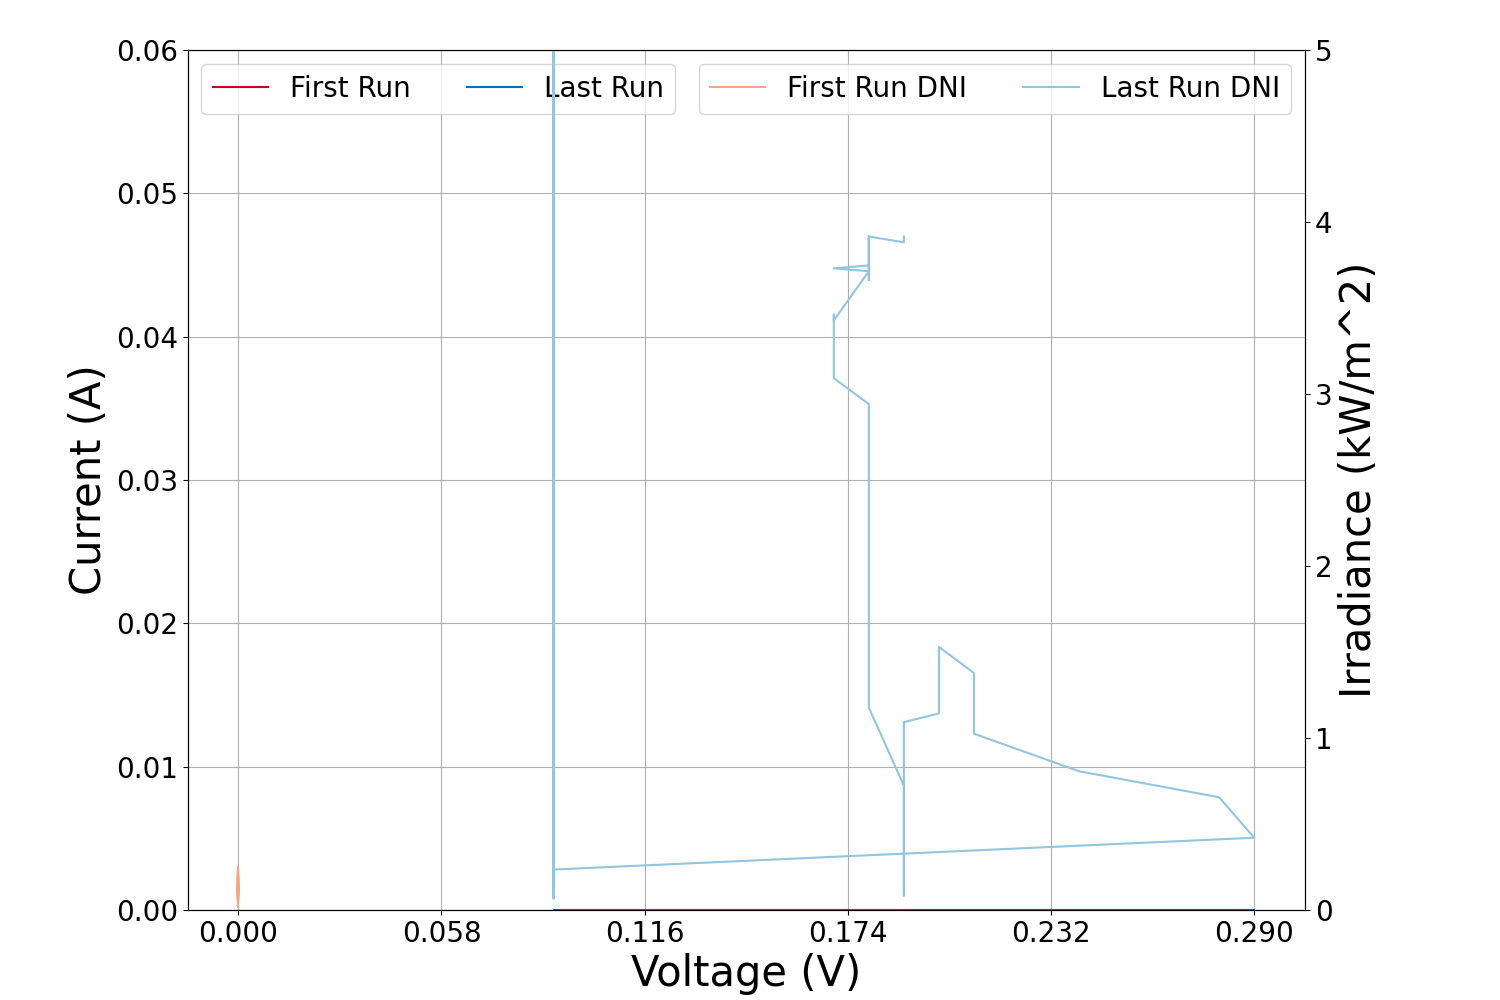 0.06
0.05
0.04
0.03
0.02
0.01
0.00
Current (A)
First Run
Last Run
First Run DNI
Last Run DNI
5
4
3
2
1
0
Irradiance (kW/m^2)
0.000
0.058
0.116
0.174
0.232
0.290
Voltage (V)